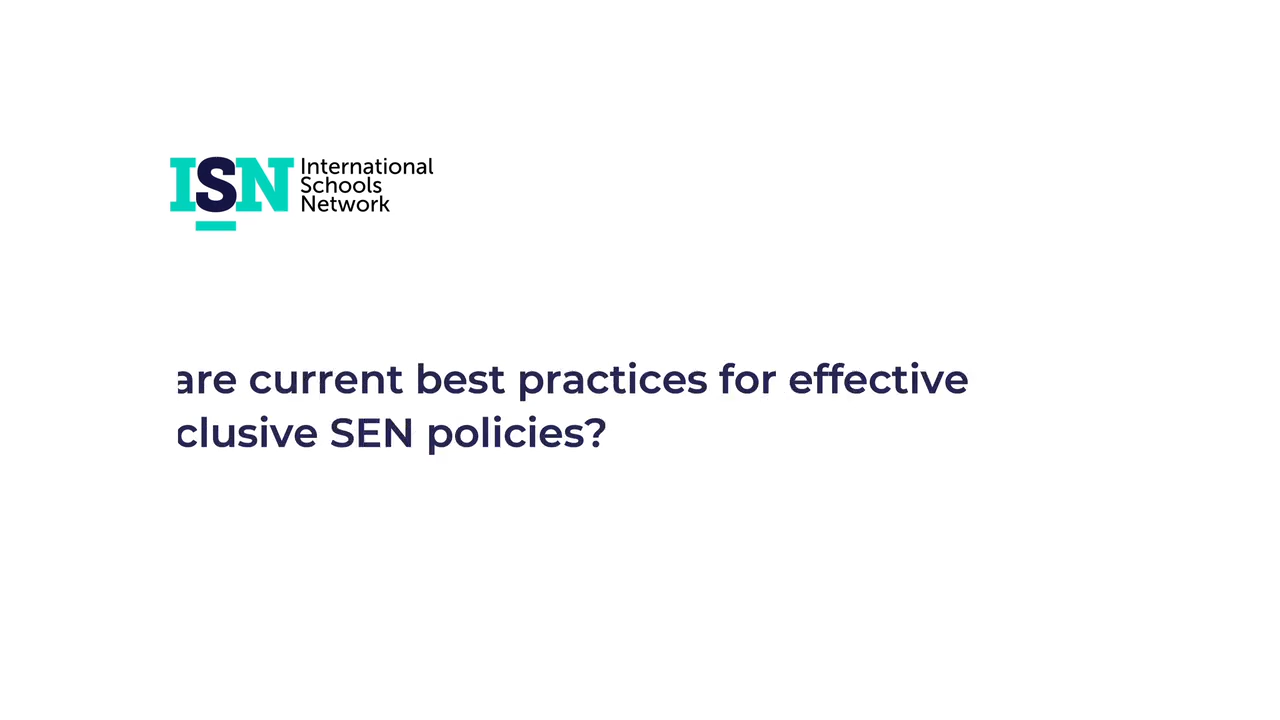 ISN
International
Schools
Network
are current best practices for effective
clusive SEN policies?